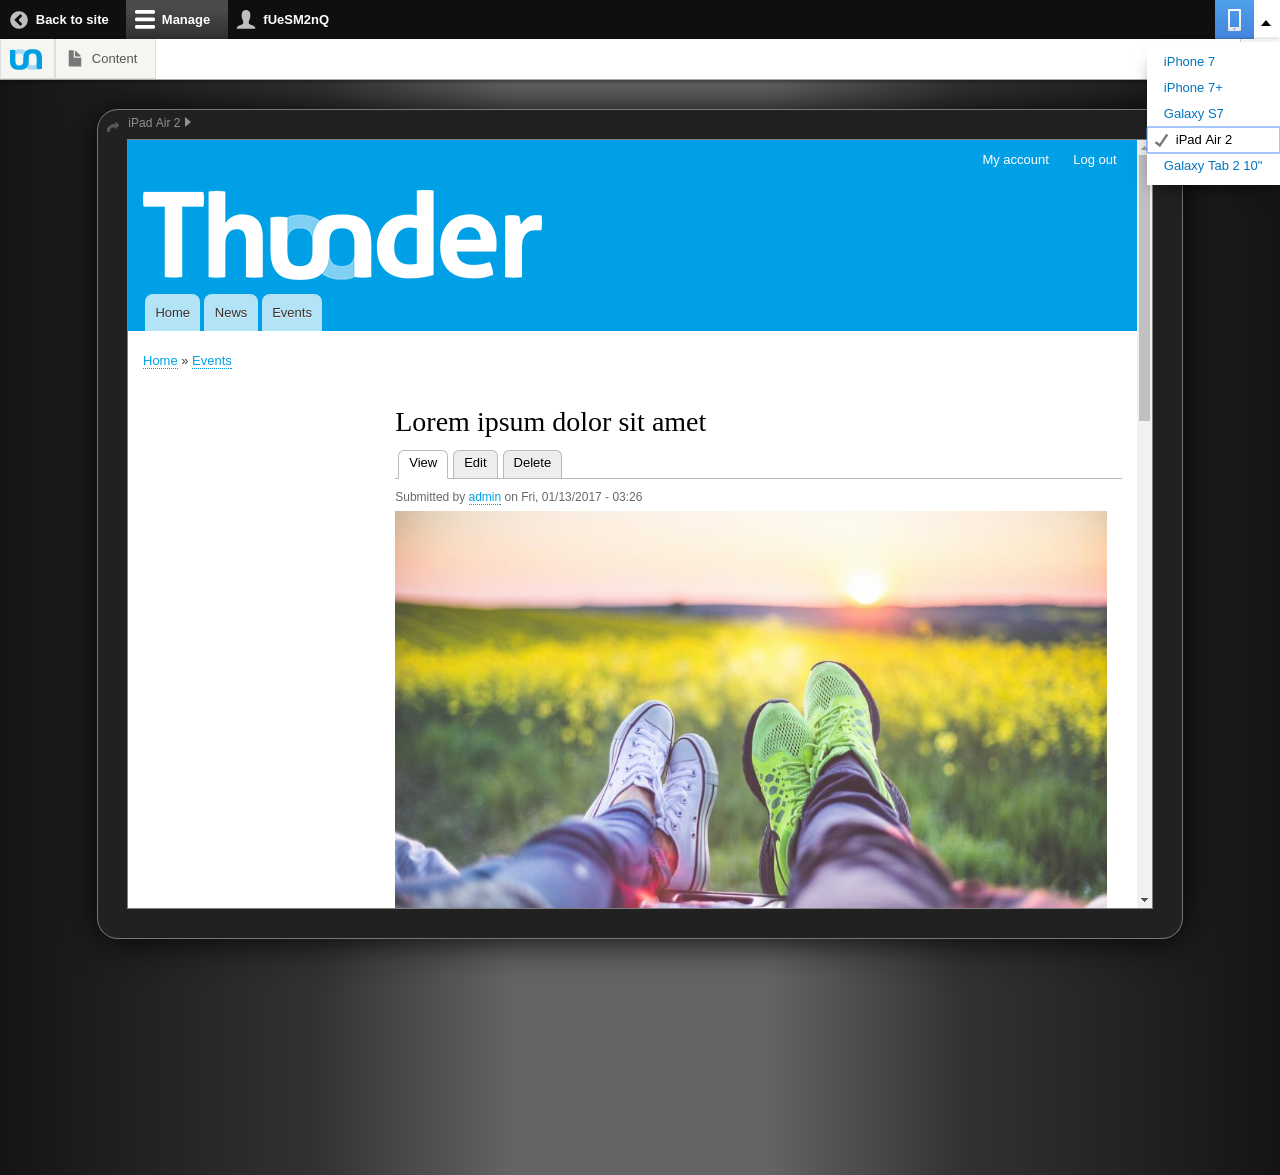 Back to site
Manage
fUeSM2nQ
Content
iPhone 7
iPhone 7+
Galaxy S7
iPad Air 2
Galaxy Tab 2 10"
iPad Air 2
My account
Log out
Thunder
Home
News
Events
Home » Events
Lorem ipsum dolor sit amet
View
Edit
Delete
Submitted by admin on Fri, 01/13/2017 - 03:26